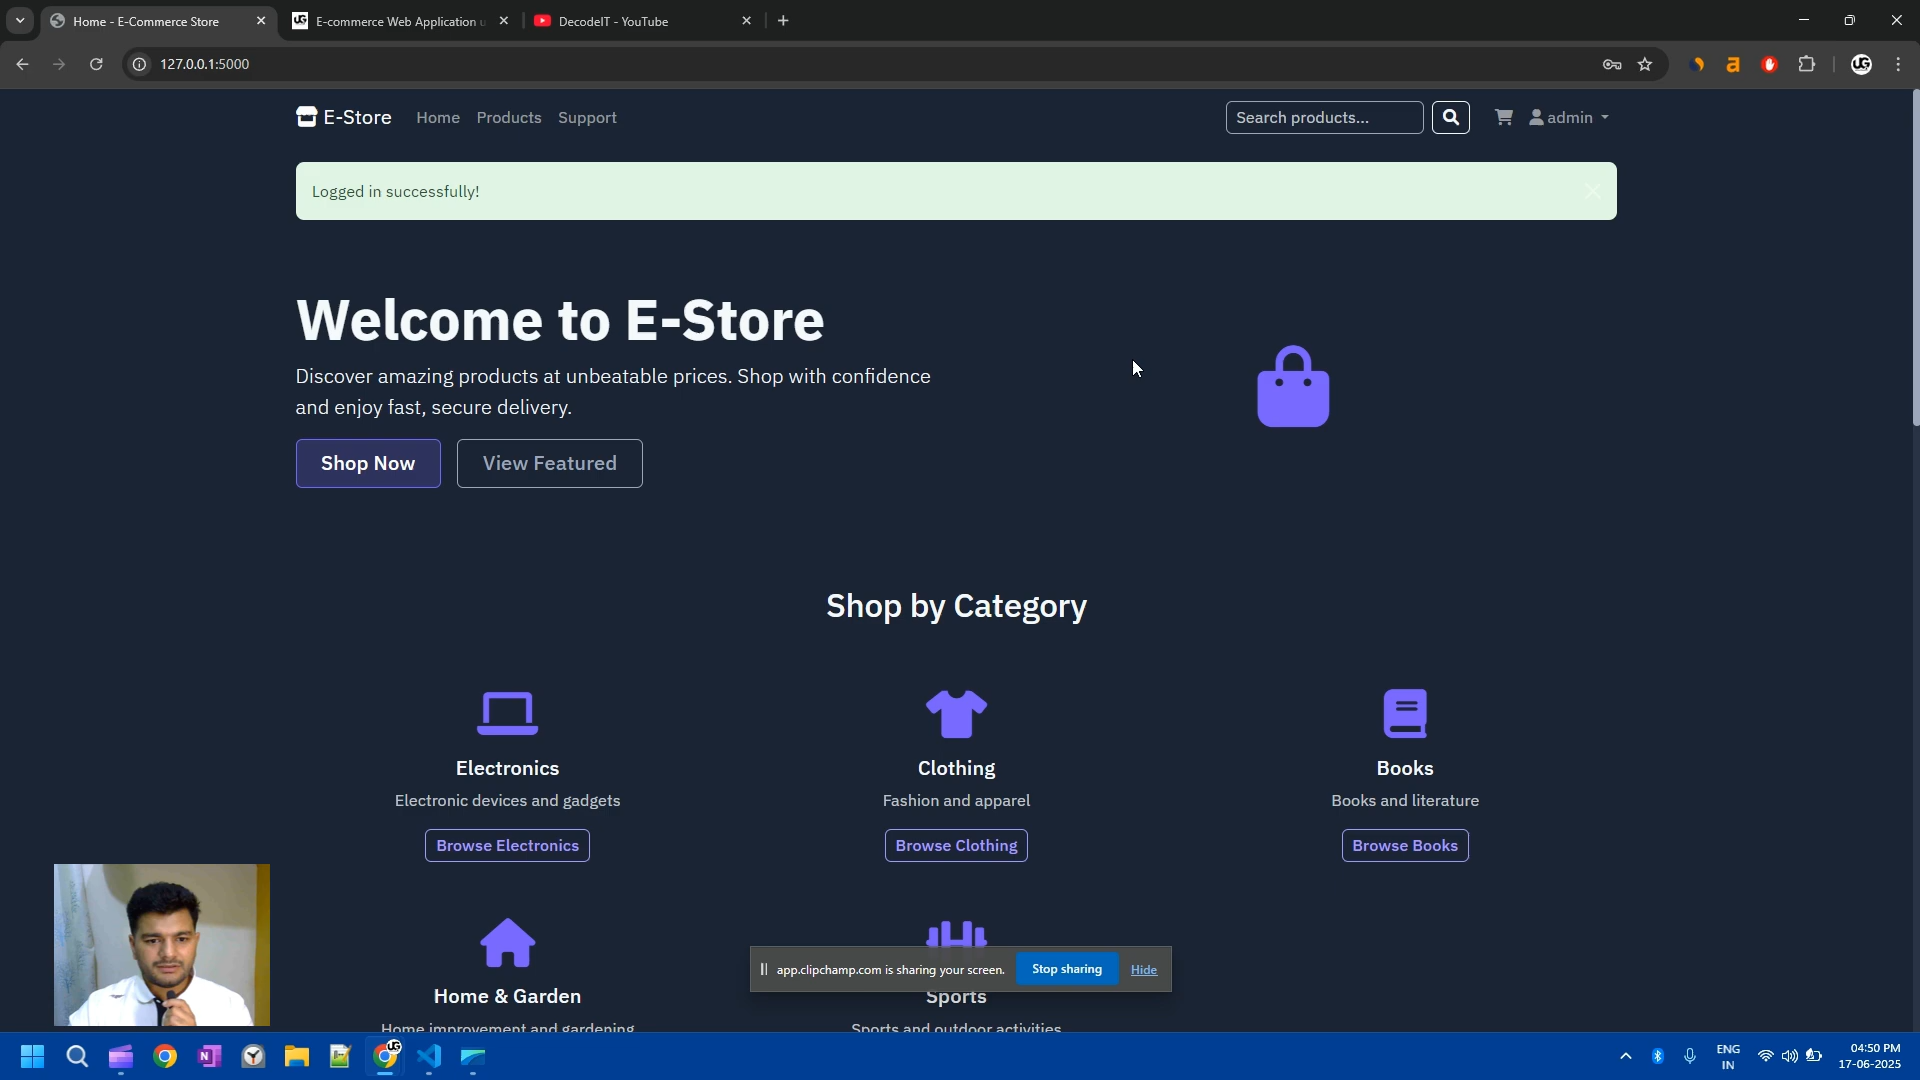 Home - E-Commerce Store
E-commerce Web Application u
DecodeIT - YouTube
127.0.0.1:5000
E-Store
Home
Products
Support
Search products...
admin
Logged in successfully!
Welcome to E-Store
Discover amazing products at unbeatable prices. Shop with confidence
and enjoy fast, secure delivery.
Shop Now
View Featured
Shop by Category
Electronics
Electronic devices and gadgets
Browse Electronics
Clothing
Fashion and apparel
Browse Clothing
Books
Books and literature
Browse Books
Home & Garden
Home improvement and gardening
Sports
Sports and outdoor activities
app.clipchamp.com is sharing your screen.
Stop sharing
Hide
ENG
IN
04:50 PM
17-06-2025